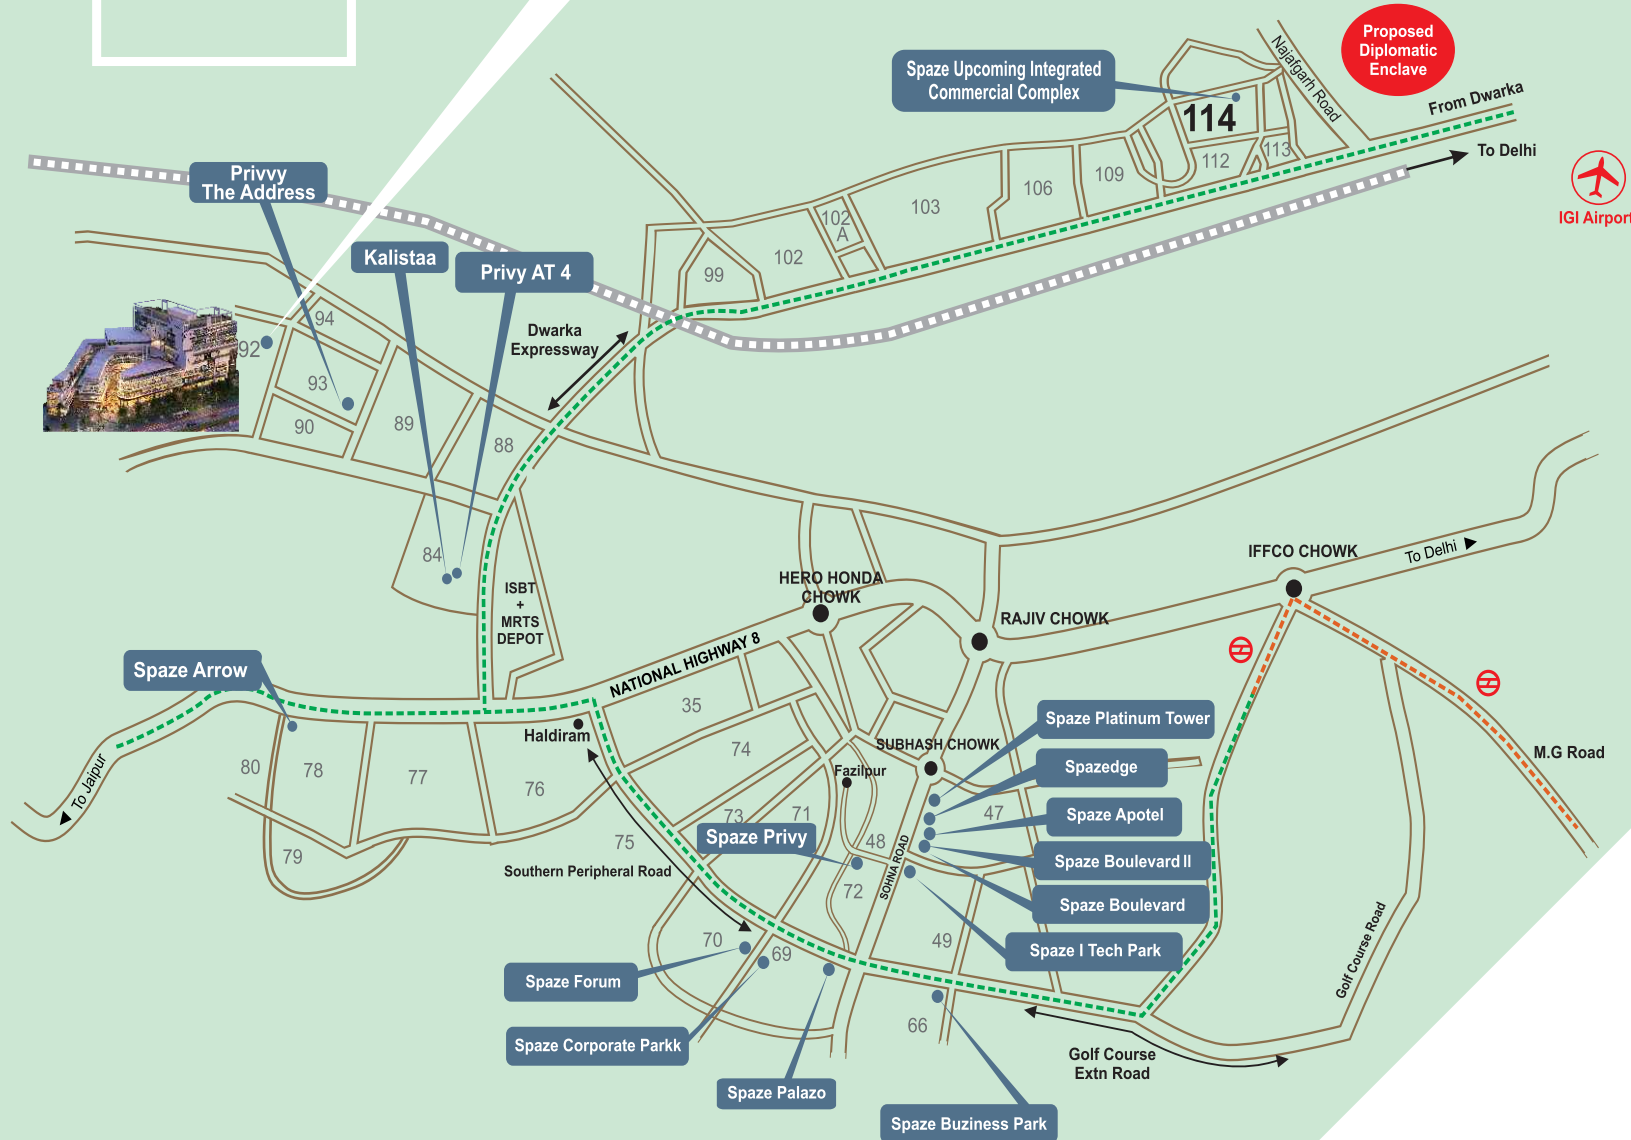 Proposed
Diplomatic
Enclave
Najafgarh Road
Spaze Upcoming Integrated
Commercial Complex
From Dwarka
114
To Delhi
113
112
109
106
103
102
A
102
99
IGI Airport
Privvy
The Address
Kalistaa
Privy AT 4
Dwarka
Expressway
94
92
93
90
89
88
84
ISBT
+
MRTS
DEPOT
HERO HONDA
CHOWK
IFFCO CHOWK
To Delhi
RAJIV CHOWK
NATIONAL HIGHWAY 8
Spaze Arrow
35
Haldiram
74
SUBHASH CHOWK
Fazilpur
Spaze Platinum Tower
Spazedge
Spaze Apotel
Spaze Boulevard II
Spaze Boulevard
Spaze I Tech Park
M.G Road
To Jaipur
80
78
77
76
79
75
73
71
Spaze Privy
48
47
72
SOHNA ROAD
Southern Peripheral Road
70
69
49
66
Golf Course Road
Spaze Forum
Spaze Corporate Parkk
Spaze Palazo
Spaze Buziness Park
Golf Course
Extn Road